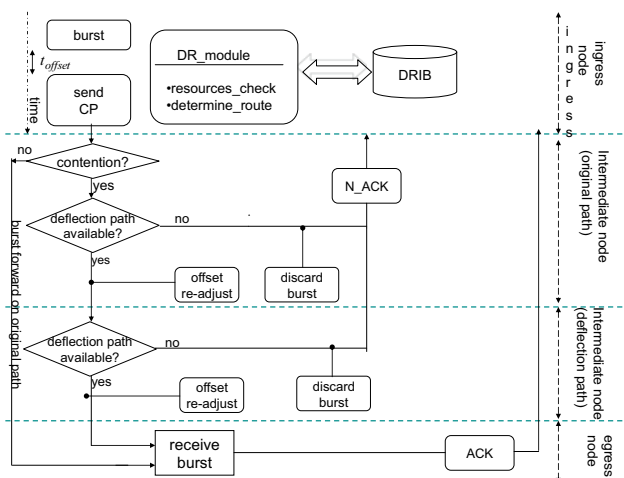 burst
t_offset
time
send
CP
DR_module
•resources_check
•determine_route
DRIB
ingress
ingress
node
no
contention?
yes
N_ACK
Intermediate node
(original path)
deflection path
available?
no
yes
offset
re-adjust
discard
burst
burst forward on original path
deflection path
available?
no
yes
offset
re-adjust
discard
burst
Intermediate node
(deflection path)
receive
burst
ACK
egress
node